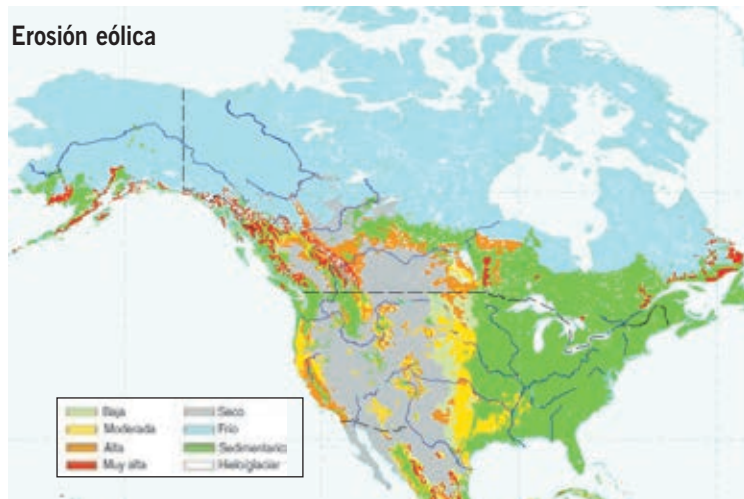 Erosión eólica
Baja
Moderada
Alta
Muy alta
Seco
Frío
Sedimentario
Hielo/glaciar